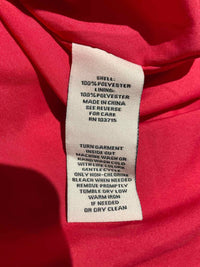 SHELL:
100% POLYESTER
LINING:
100% POLYESTER
MADE IN CHINA
SEE REVERSE
FOR CARE
RN 103715
TURN GARMENT
INSIDE OUT
MACHINE WASH OR
HAND WASH COLD
WITH LIKE COLORS
GENTLE CYCLE
ONLY NON-CHLORINE
BLEACH WHEN NEEDED
REMOVE PROMPTLY
TUMBLE DRY LOW
WARM IRON
IF NEEDED
OR DRY CLEAN